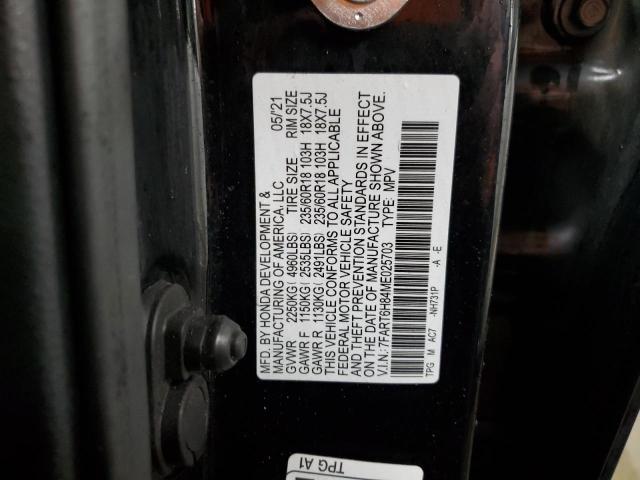 MFD. BY HONDA DEVELOPMENT & 05/'21
MANUFACTURING OF AMERICA, LLC
GVWR 2250KG( 4960LBS) TIRE SIZE RIM SIZE
GAWR F 1150KG( 2535LBS) 235/60R18 103H 18X7.5J
GAWR R 1130KG( 2491LBS) 235/60R18 103H 18X7.5J
THIS VEHICLE CONFORMS TO ALL APPLICABLE
FEDERAL MOTOR VEHICLE SAFETY
AND THEFT PREVENTION STANDARDS IN EFFECT
ON THE DATE OF MANUFACTURE SHOWN ABOVE.
V.I.N.:7FART6H84ME025703 TYPE: MPV
TPG M AC7 -NH731P -A -E
TPG A1